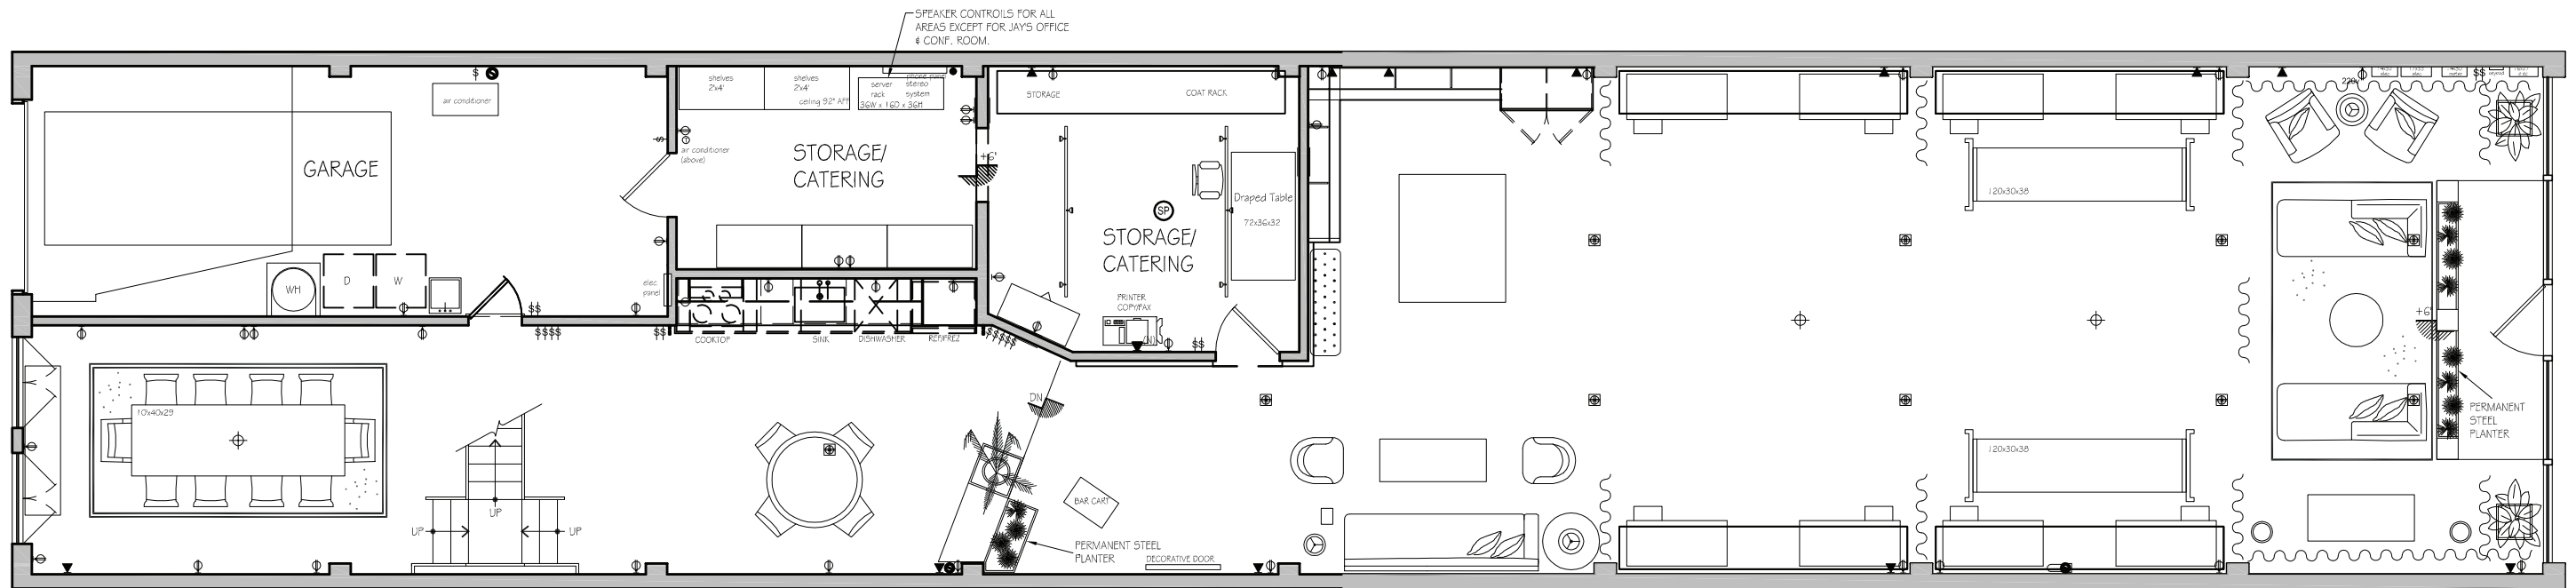 SPEAKER CONTROILS FOR ALL
AREAS EXCEPT FOR JAY'S OFFICE
& CONF. ROOM.
air conditioner
shelves
2'x4'
shelves
2'x4'
ceiling 92" AFF
server
rack
stereo
system
36W x 16D x 36H
STORAGE
COAT RACK
220v
GARAGE
air conditioner
(above)
STORAGE/
CATERING
+6'
SP
Draped Table
72x36x32
120x30x38
STORAGE/
CATERING
WH
D
W
elec
panel
PRINTER
COPY/FAX
$$
$$$$
$$
$$$$$
$$
COOKTOP
SINK
DISHWASHER
REF/FREZ
+6'
10x40x29
DN
PERMANENT
STEEL
PLANTER
120x30x38
UP
UP
UP
BAR CART
PERMANENT STEEL
PLANTER
DECORATIVE DOOR